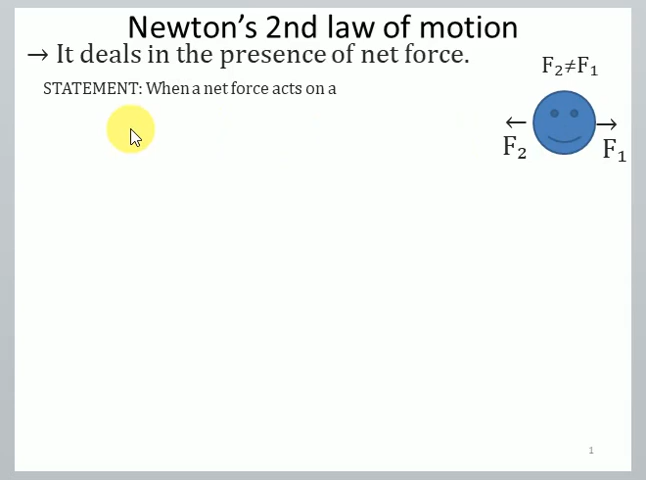 Newton's 2nd law of motion
→ It deals in the presence of net force.
F₂≠F₁
STATEMENT: When a net force acts on a
← →
F₂ F₁
1